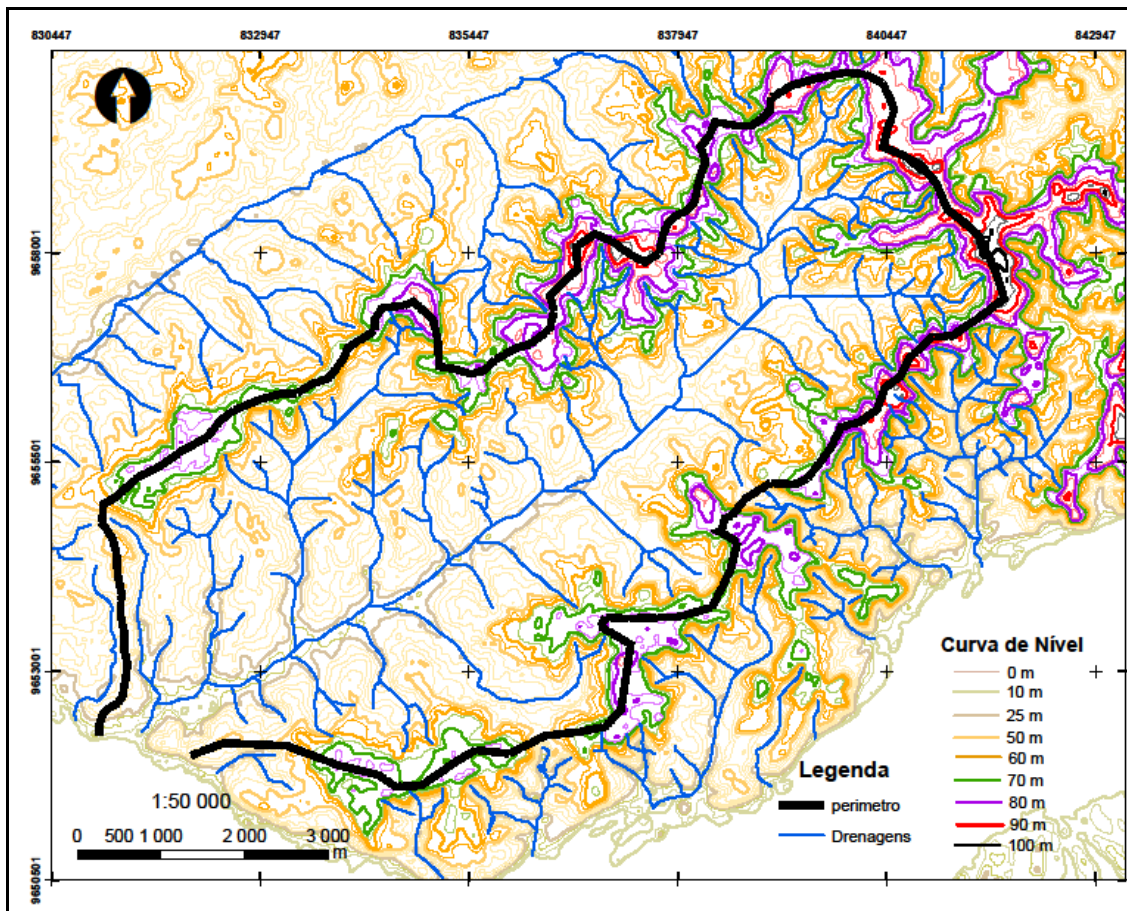 830447 832947 835447 837947 840447 842947
9658001
9655501
9653001
9650501
Curva de Nível
0 m
10 m
25 m
50 m
60 m
70 m
80 m
90 m
100 m
Legenda
perimetro
Drenagens
1:50 000
0 500 1 000 2 000 3 000
m